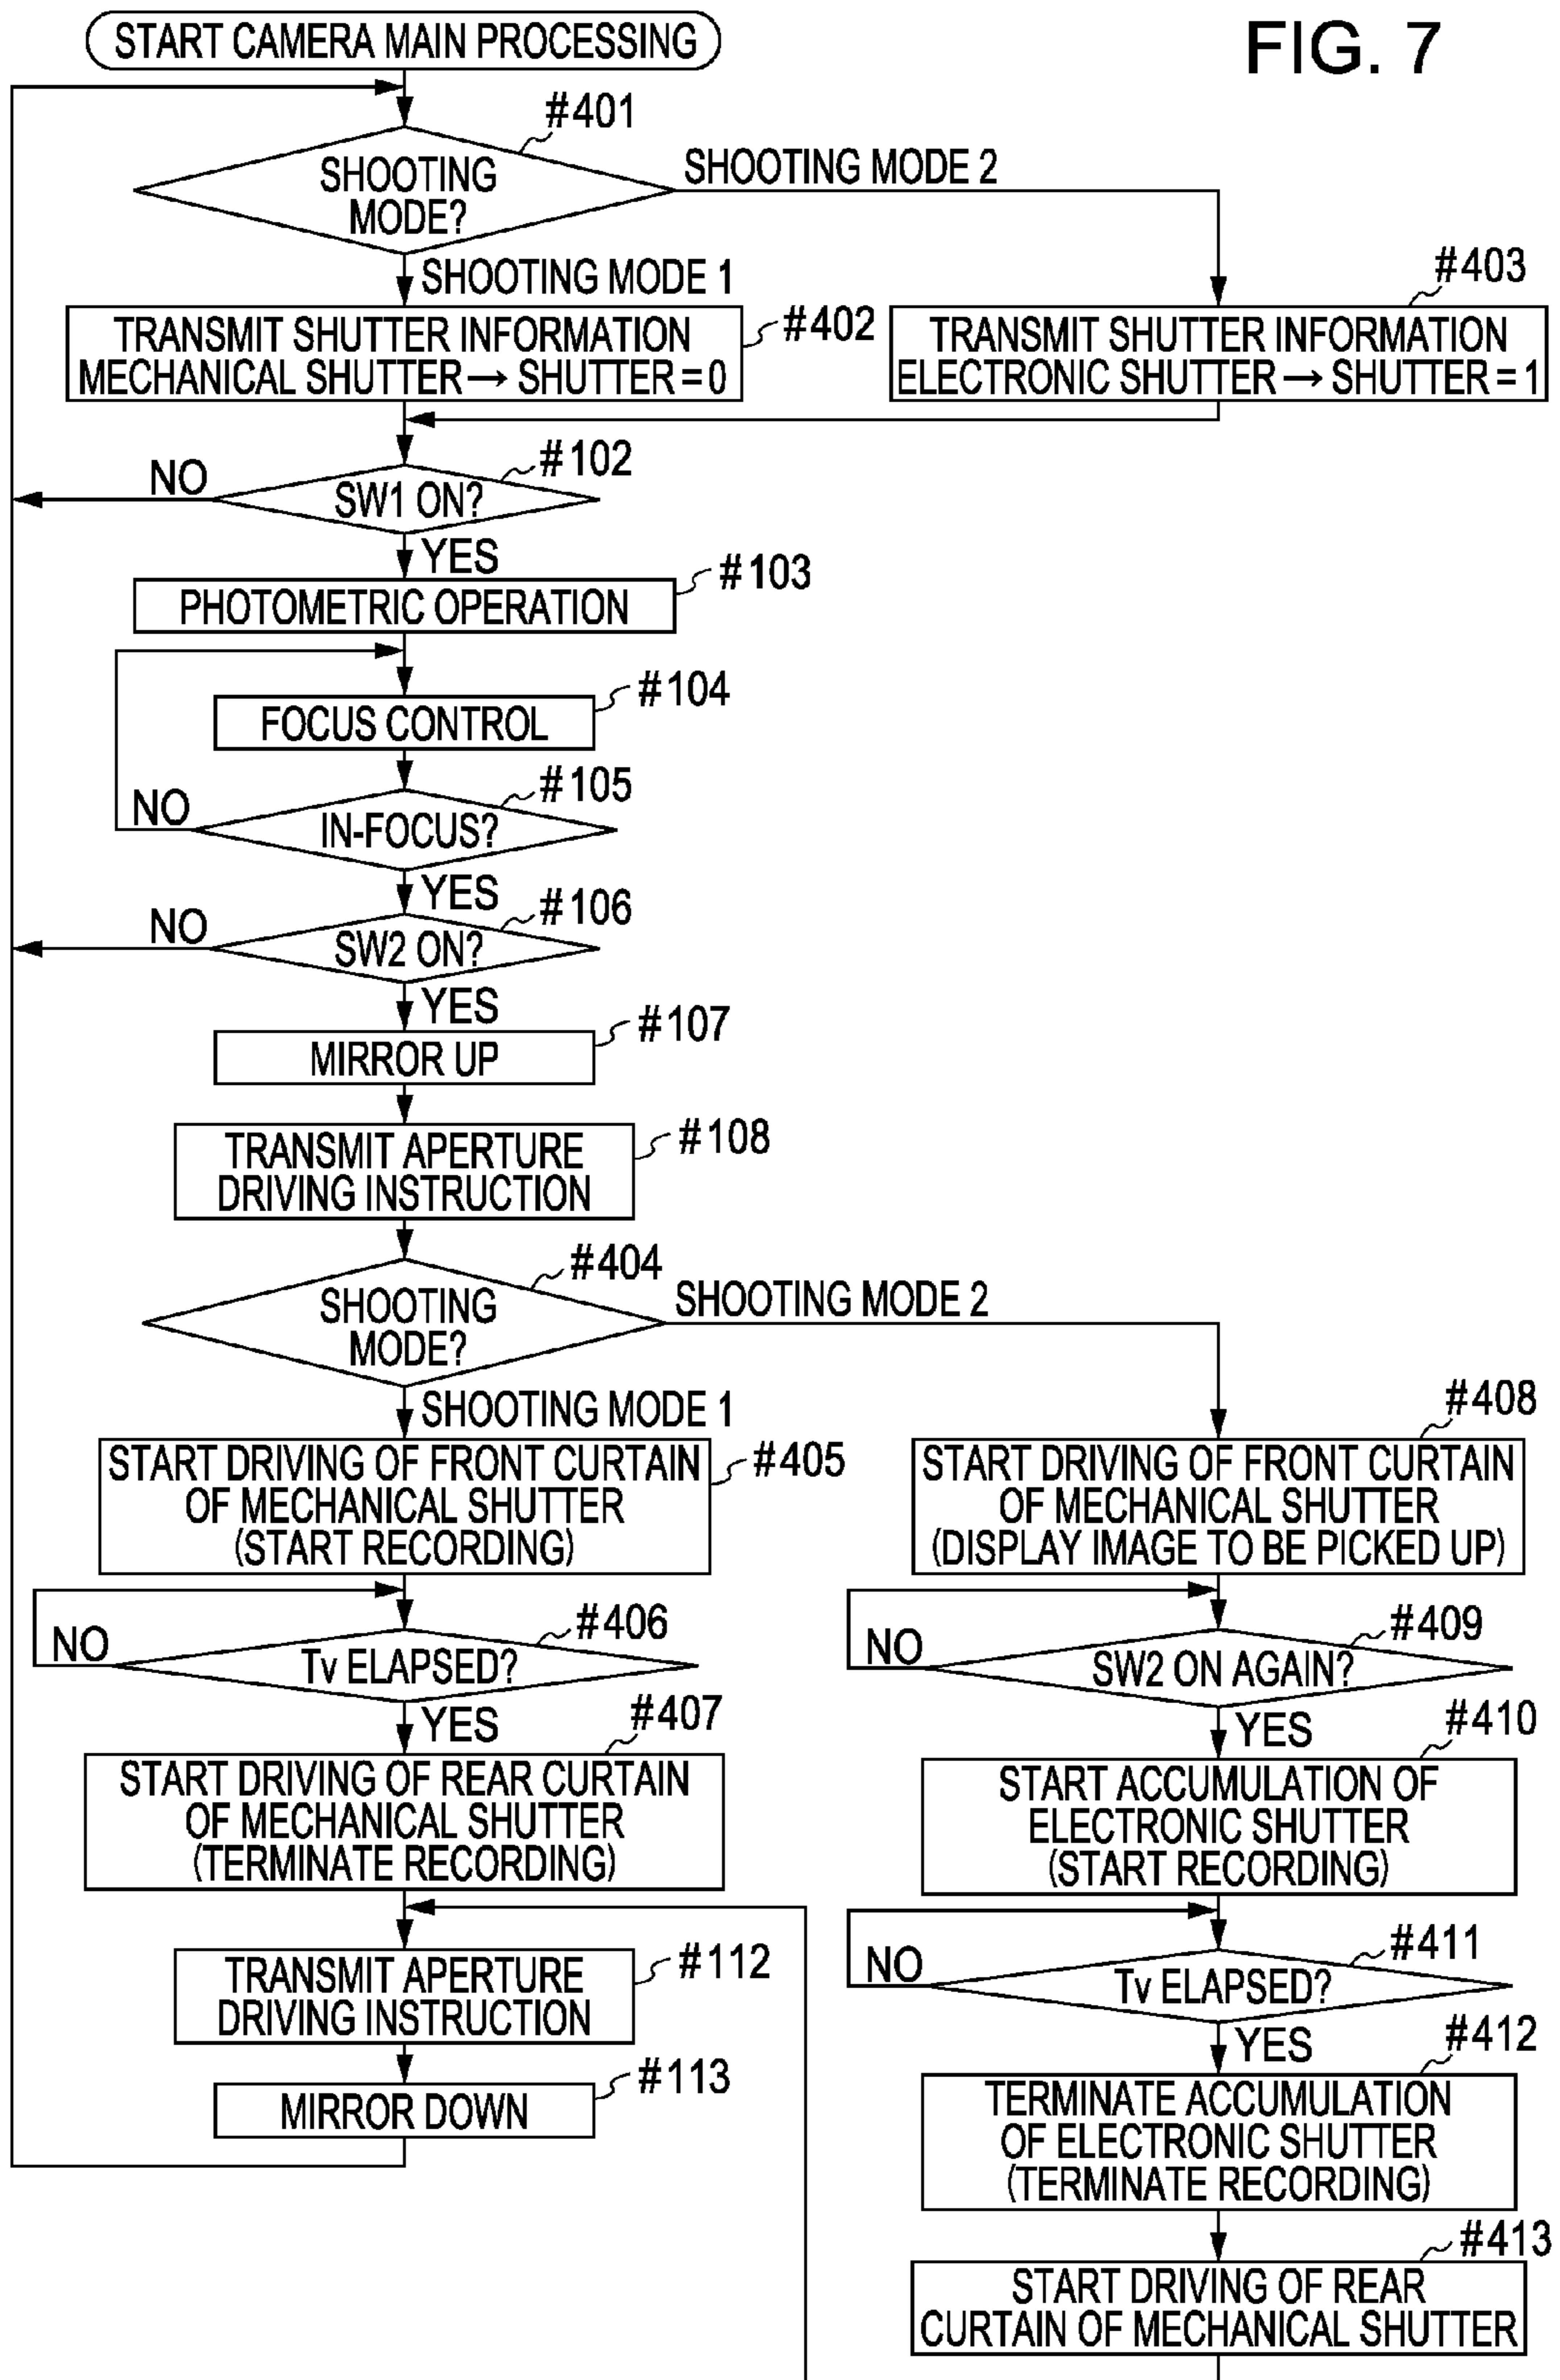 START CAMERA MAIN PROCESSING
FIG. 7
#401
SHOOTING
MODE?
SHOOTING MODE 2
SHOOTING MODE 1
#402
TRANSMIT SHUTTER INFORMATION
MECHANICAL SHUTTER → SHUTTER = 0
#403
TRANSMIT SHUTTER INFORMATION
ELECTRONIC SHUTTER → SHUTTER = 1
#102
SW1 ON?
NO
YES
#103
PHOTOMETRIC OPERATION
#104
FOCUS CONTROL
#105
IN-FOCUS?
NO
YES
#106
SW2 ON?
NO
YES
#107
MIRROR UP
#108
TRANSMIT APERTURE
DRIVING INSTRUCTION
#404
SHOOTING
MODE?
SHOOTING MODE 2
SHOOTING MODE 1
#405
START DRIVING OF FRONT CURTAIN
OF MECHANICAL SHUTTER
(START RECORDING)
#406
Tv ELAPSED?
NO
YES
#407
START DRIVING OF REAR CURTAIN
OF MECHANICAL SHUTTER
(TERMINATE RECORDING)
#112
TRANSMIT APERTURE
DRIVING INSTRUCTION
#113
MIRROR DOWN
#408
START DRIVING OF FRONT CURTAIN
OF MECHANICAL SHUTTER
(DISPLAY IMAGE TO BE PICKED UP)
#409
SW2 ON AGAIN?
NO
YES
#410
START ACCUMULATION OF
ELECTRONIC SHUTTER
(START RECORDING)
#411
Tv ELAPSED?
NO
YES
#412
TERMINATE ACCUMULATION
OF ELECTRONIC SHUTTER
(TERMINATE RECORDING)
#413
START DRIVING OF REAR
CURTAIN OF MECHANICAL SHUTTER